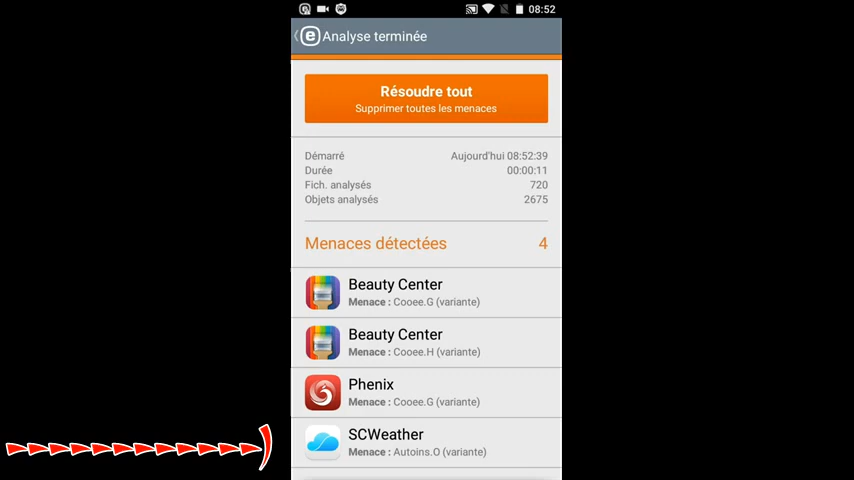 08:52
Analyse terminée
Résoudre tout
Supprimer toutes les menaces
Démarré Aujourd'hui 08:52:39
Durée 00:00:11
Fich. analysés 720
Objets analysés 2675
Menaces détectées 4
Beauty Center
Menace : Cooee.G (variante)
Beauty Center
Menace : Cooee.H (variante)
Phenix
Menace : Cooee.G (variante)
SCWeather
Menace : Autoins.O (variante)